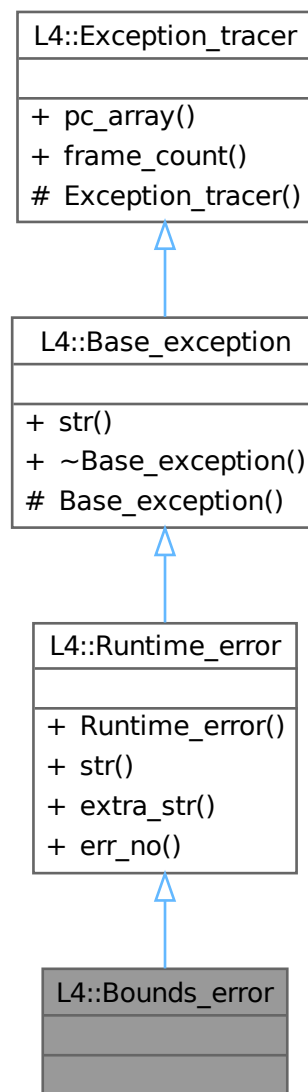 L4::Exception_tracer
+ pc_array()
+ frame_count()
# Exception_tracer()
L4::Base_exception
+ str()
+ ~Base_exception()
# Base_exception()
L4::Runtime_error
+ Runtime_error()
+ str()
+ extra_str()
+ err_no()
L4::Bounds_error